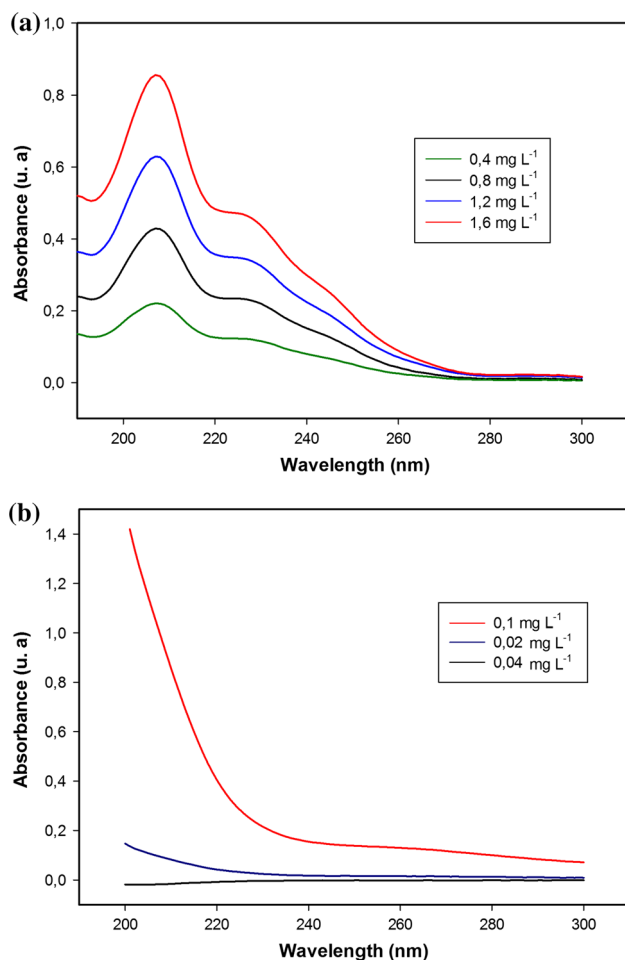 (a)
1,0
0,8
0,6
0,4
0,2
0,0
Absorbance (u. a)
0,4 mg L⁻¹
0,8 mg L⁻¹
1,2 mg L⁻¹
1,6 mg L⁻¹
200 220 240 260 280 300
Wavelength (nm)
(b)
1,4
1,2
1,0
0,8
0,6
0,4
0,2
0,0
Absorbance (u. a)
0,1 mg L⁻¹
0,02 mg L⁻¹
0,04 mg L⁻¹
200 220 240 260 280 300
Wavelength (nm)